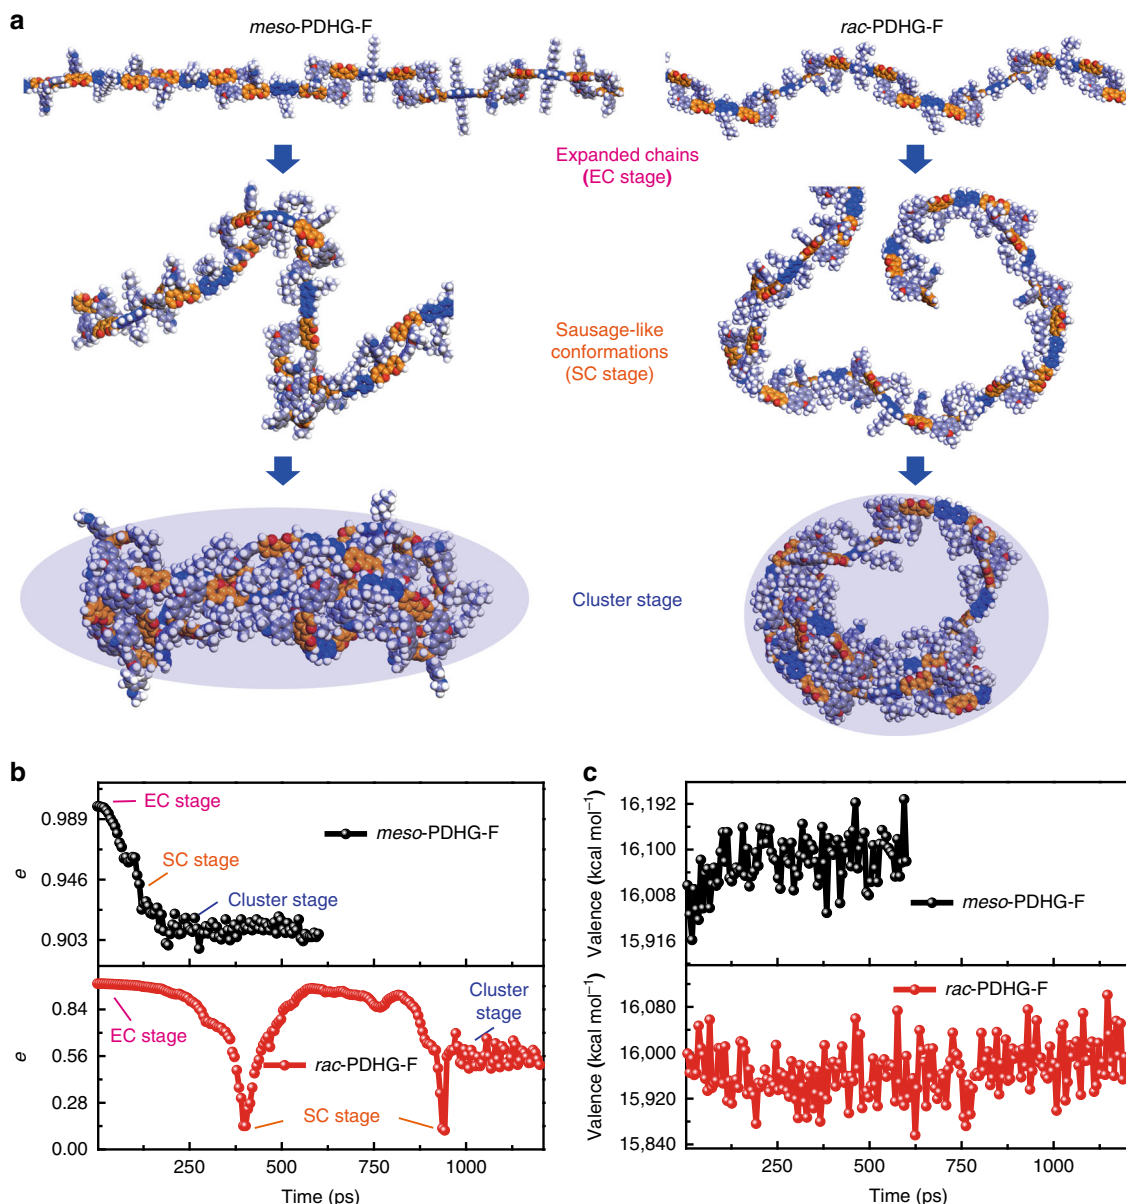 a
meso-PDHG-F
rac-PDHG-F
Expanded chains
(EC stage)
Sausage-like
conformations
(SC stage)
Cluster stage
b
EC stage
meso-PDHG-F
SC stage
Cluster stage
0.989
0.946
0.903
e
EC stage
Cluster
stage
rac-PDHG-F
SC stage
0.84
0.56
0.28
0.00
e
250
500
750
1000
Time (ps)
c
16,192
16,100
16,008
15,916
Valence (kcal mol−1)
meso-PDHG-F
rac-PDHG-F
16,080
16,000
15,920
15,840
Valence (kcal mol−1)
250
500
750
1000
Time (ps)